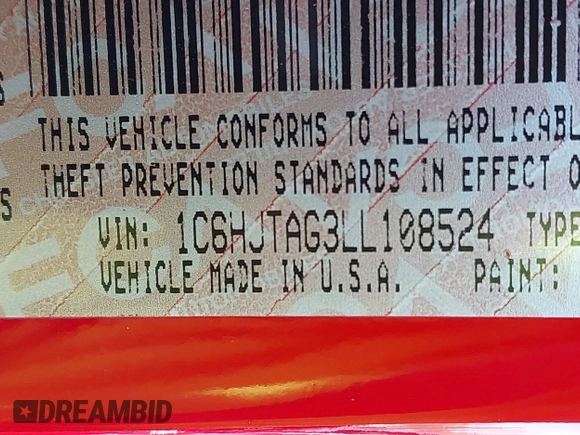 THIS VEHICLE CONFORMS TO ALL APPLICABL
THEFT PREVENTION STANDARDS IN EFFECT O
VIN: 1C6HJTAG3LL108524 TYPE
VEHICLE MADE IN U.S.A. PAINT:
DREAMBID